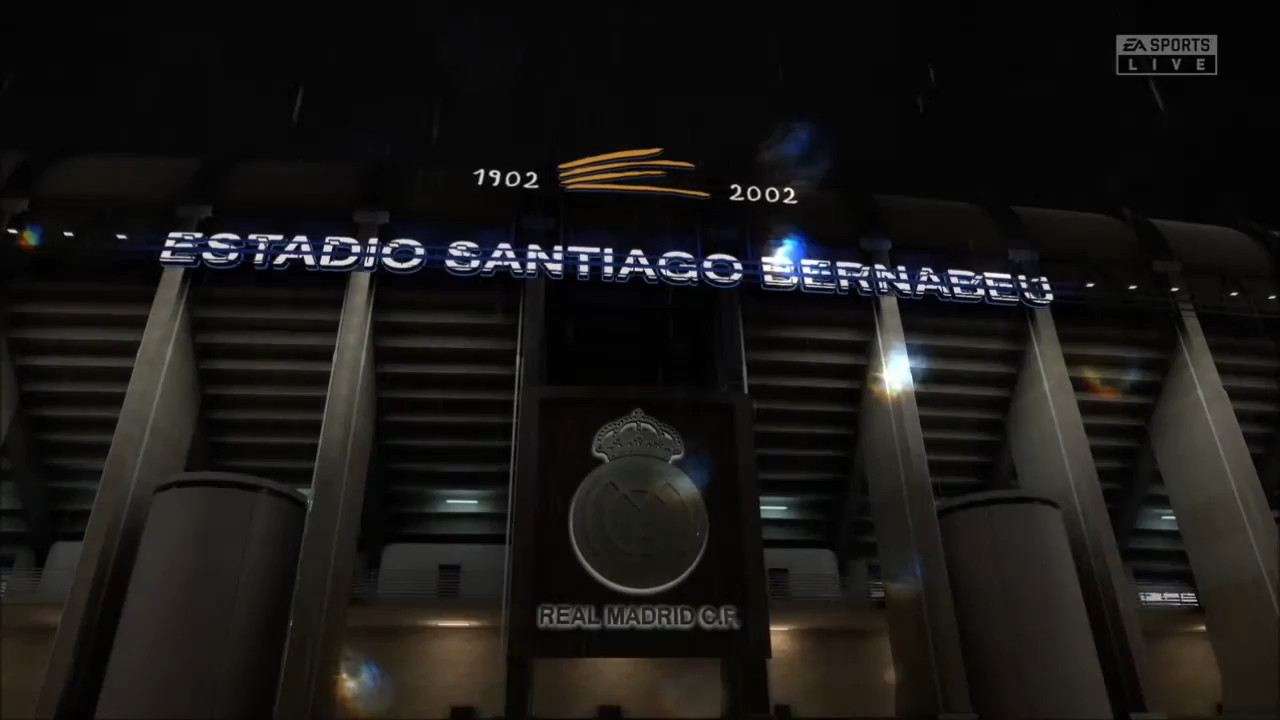 EA SPORTS
LIVE
1902 2002
ESTADIO SANTIAGO BERNABEU
REAL MADRID C.F.